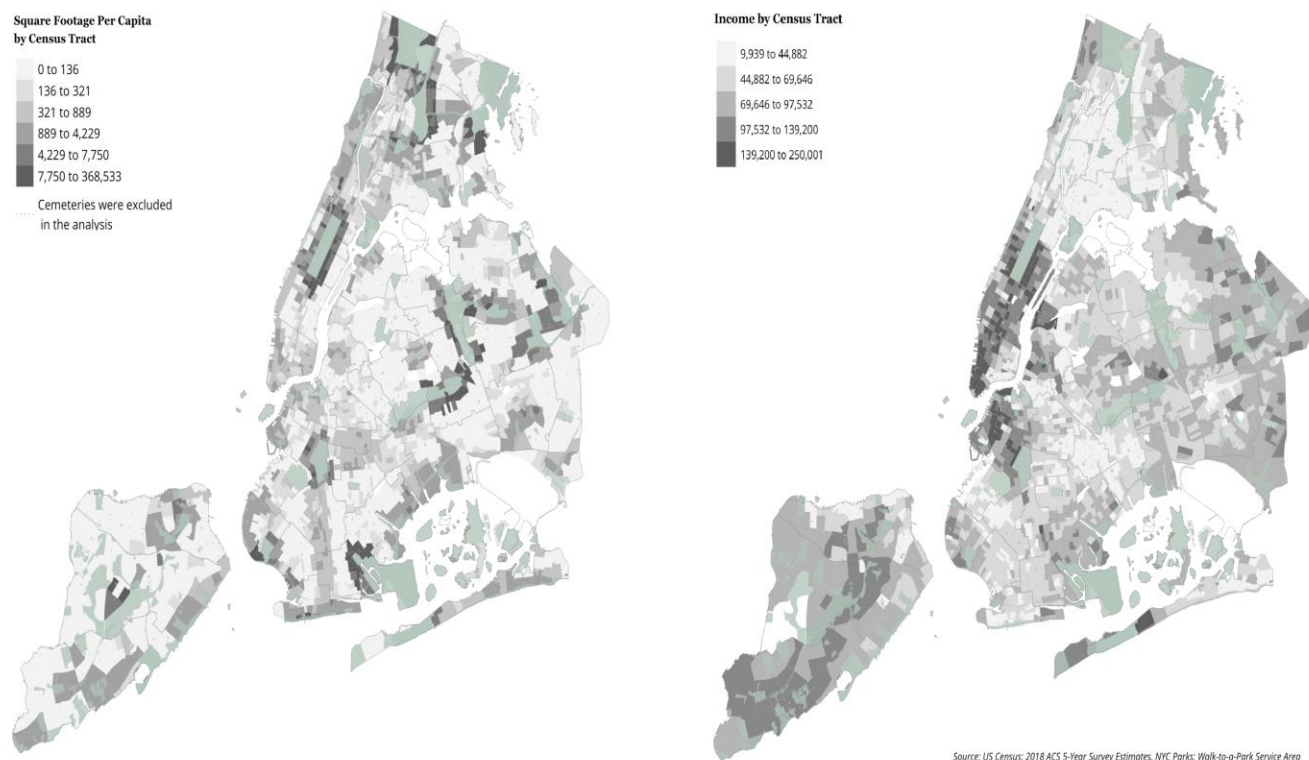 Square Footage Per Capita
by Census Tract
0 to 136
136 to 321
321 to 889
889 to 4,229
4,229 to 7,750
7,750 to 368,533
Cemeteries were excluded
in the analysis
Income by Census Tract
9,939 to 44,882
44,882 to 69,646
69,646 to 97,532
97,532 to 139,200
139,200 to 250,001
Source: US Census: 2018 ACS 5-Year Survey Estimates. NYC Parks: Walk-to-a-Park Service Area